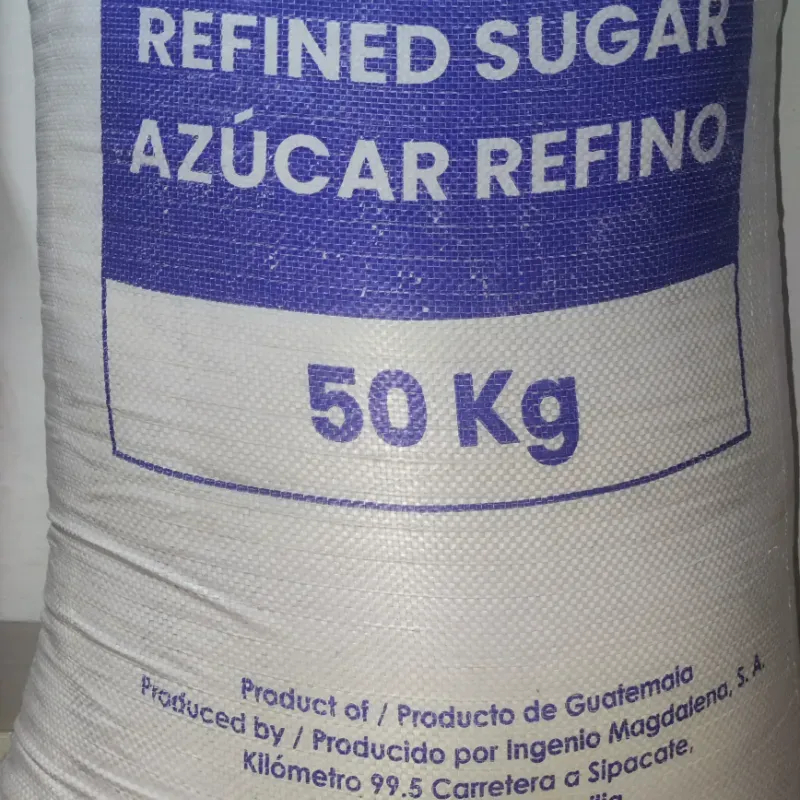 REFINED SUGAR
AZÚCAR REFINO
50 Kg
Product of / Producto de Guatemala
Produced by / Producido por Ingenio Magdalena, S. A.
Kilómetro 99.5 Carretera a Sipacate,